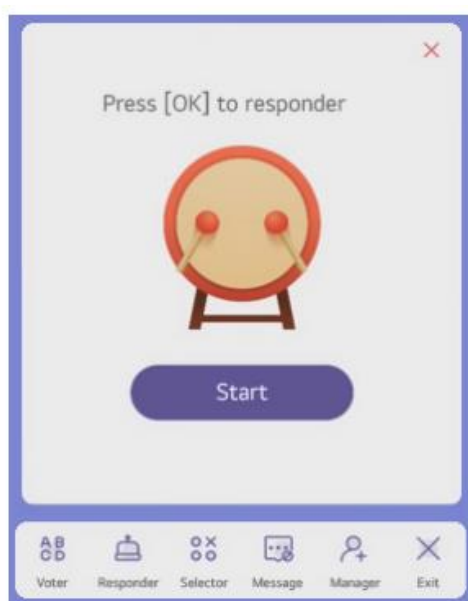 Press [OK] to responder
Start
A B
C D
Voter Responder Selector Message Manager Exit